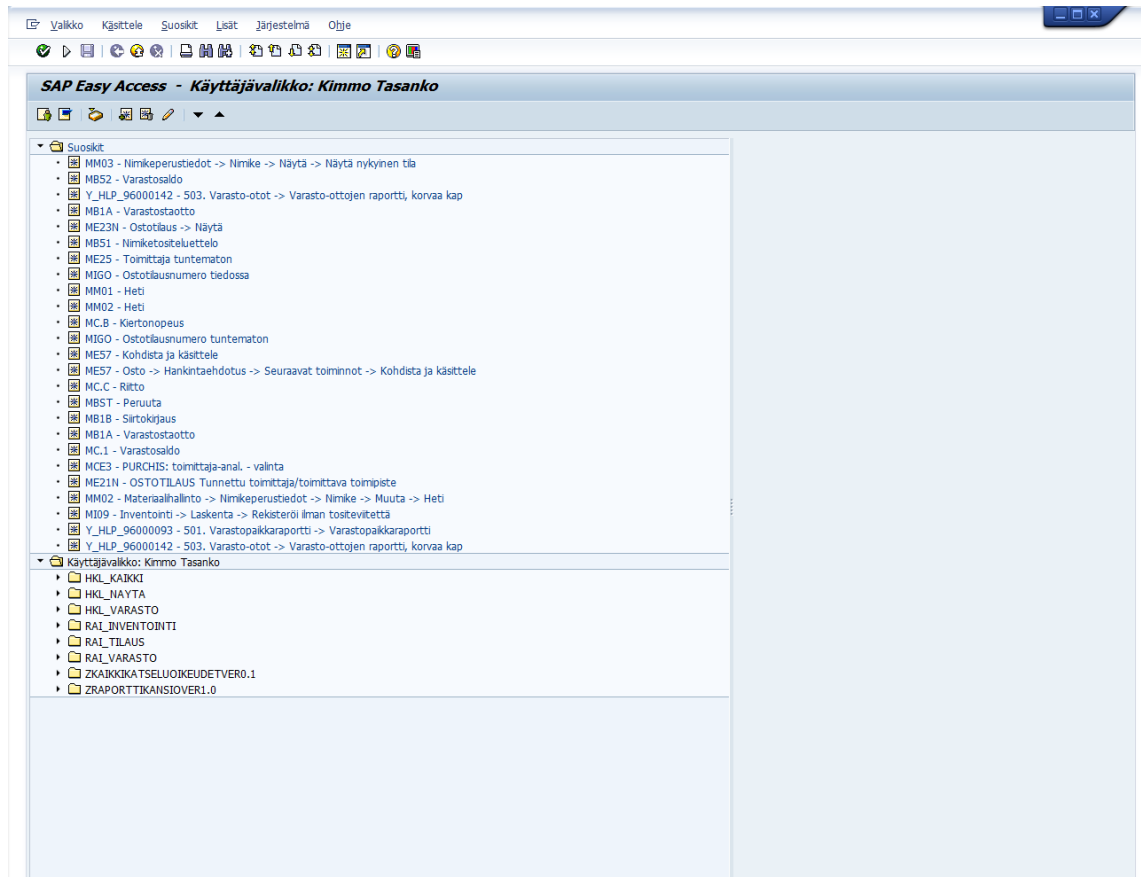 Valikko Käsittele Suosikit Lisät Järjestelmä Ohje
SAP Easy Access - Käyttäjävalikko: Kimmo Tasanko
Suosikit
MM03 - Nimikeperustiedot -> Nimike -> Näytä -> Näytä nykyinen tila
MB52 - Varastosaldo
Y_HLP_96000142 - 503. Varasto-otot -> Varasto-ottojen raportti, korvaa kap
MB1A - Varastostaotto
ME23N - Ostotilaus -> Näytä
MB51 - Nimiketositeluettelo
ME25 - Toimittaja tuntematon
MIGO - Ostotilausnumero tiedossa
MM01 - Heti
MM02 - Heti
MC.B - Kiertonopeus
MIGO - Ostotilausnumero tuntematon
ME57 - Kohdista ja käsittele
ME57 - Osto -> Hankintaehdotus -> Seuraavat toiminnot -> Kohdista ja käsittele
MC.C - Riitto
MBST - Peruuta
MB1B - Siirtokirjaus
MB1A - Varastostaotto
MC.1 - Varastosaldo
MCE3 - PURCHIS: toimittaja-anal. - valinta
ME21N - OSTOTILAUS Tunnettu toimittaja/toimittava toimipiste
MM02 - Materiaalihallinto -> Nimikeperustiedot -> Nimike -> Muuta -> Heti
MI09 - Inventointi -> Laskenta -> Rekisteröi ilman tositeviitettä
Y_HLP_96000093 - 501. Varastopaikkaraportti -> Varastopaikkaraportti
Y_HLP_96000142 - 503. Varasto-otot -> Varasto-ottojen raportti, korvaa kap
Käyttäjävalikko: Kimmo Tasanko
HKL_KAIKKI
HKL_NAYTA
HKL_VARASTO
RAI_INVENTOINTI
RAI_TILAUS
RAI_VARASTO
ZKAIKKIKATSELUOIKEUDETVER0.1
ZRAPORTTIKANSIOVER1.0